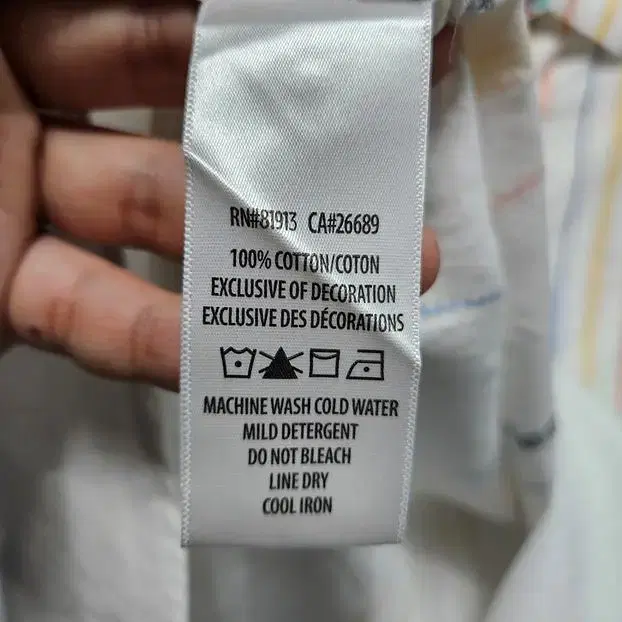 RN#81913 CA#26689
100% COTTON/COTON
EXCLUSIVE OF DECORATION
EXCLUSIVE DES DÉCORATIONS
MACHINE WASH COLD WATER
MILD DETERGENT
DO NOT BLEACH
LINE DRY
COOL IRON